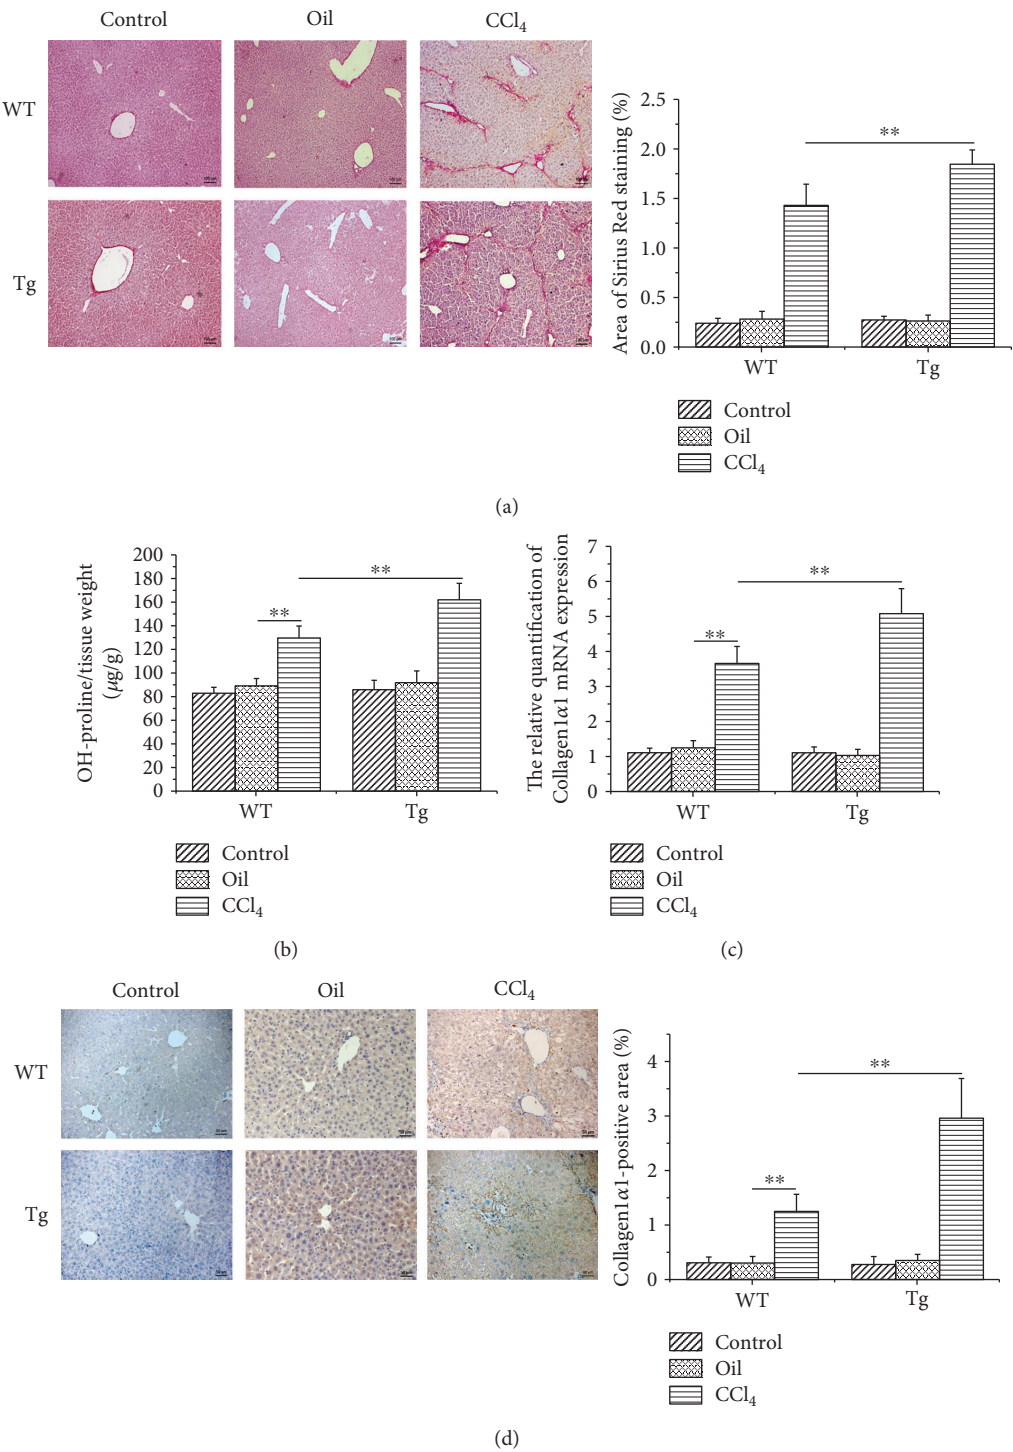 Control Oil CCl4
WT
Tg
Area of Sirius Red staining (%)
2.5
2.0
1.5
1.0
0.5
0.0
**
WT Tg
Control
Oil
CCl4
(a)
OH-proline/tissue weight
(μg/g)
200
180
160
140
120
100
80
60
40
20
0
**
**
WT Tg
Control
Oil
CCl4
(b)
The relative quantification of
Collagen1α1 mRNA expression
7
6
5
4
3
2
1
0
**
**
WT Tg
Control
Oil
CCl4
(c)
Control Oil CCl4
WT
Tg
Collagen1α1-positive area (%)
4
3
2
1
0
**
**
WT Tg
Control
Oil
CCl4
(d)